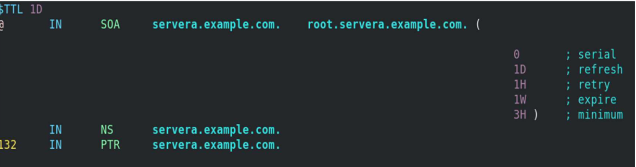 $TTL 1D
@ IN SOA servera.example.com. root.servera.example.com. (
0 ; serial
1D ; refresh
1H ; retry
1W ; expire
3H ) ; minimum
IN NS servera.example.com.
132 IN PTR servera.example.com.